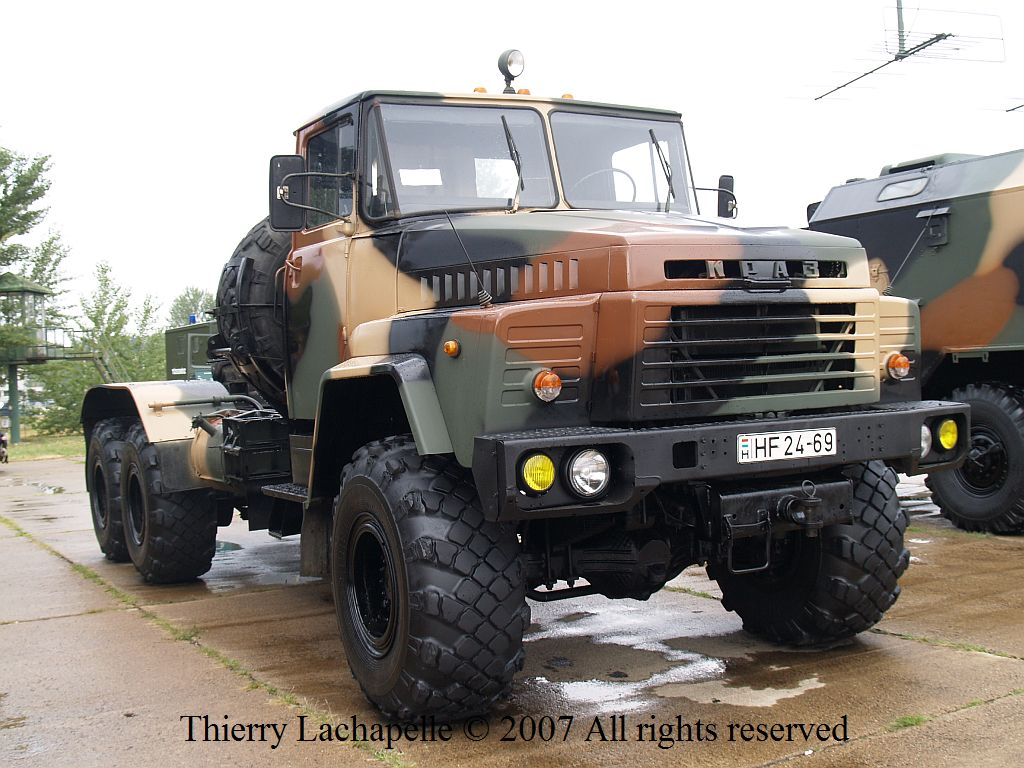 КРАЗ
H HF 24-69
Thierry Lachapelle © 2007 All rights reserved